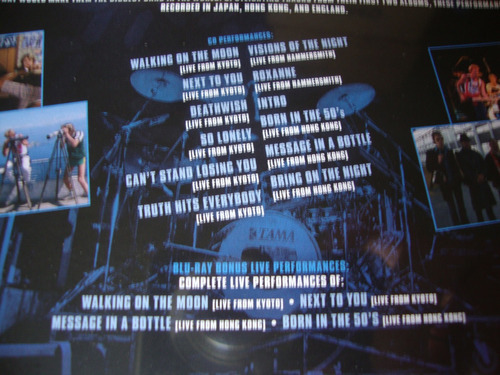 RECORDED IN JAPAN, HONG KONG, AND ENGLAND.
CD PERFORMANCES:
WALKING ON THE MOON
[LIVE FROM KYOTO]
NEXT TO YOU
[LIVE FROM KYOTO]
DEATHWISH
[LIVE FROM KYOTO]
SO LONELY
[LIVE FROM KYOTO]
CAN'T STAND LOSING YOU
[LIVE FROM KYOTO]
TRUTH HITS EVERYBODY
[LIVE FROM KYOTO]
VISIONS OF THE NIGHT
[LIVE FROM HAMMERSMITH]
ROXANNE
[LIVE FROM HAMMERSMITH]
INTRO
BORN IN THE 50's
[LIVE FROM HONG KONG]
MESSAGE IN A BOTTLE
[LIVE FROM HONG KONG]
BRING ON THE NIGHT
[LIVE FROM HONG KONG]
TAMA
BLU-RAY BONUS LIVE PERFORMANCES:
COMPLETE LIVE PERFORMANCES OF:
WALKING ON THE MOON [LIVE FROM KYOTO] • NEXT TO YOU [LIVE FROM KYOTO]
MESSAGE IN A BOTTLE [LIVE FROM HONG KONG] • BORN IN THE 50'S [LIVE FROM HONG KONG]